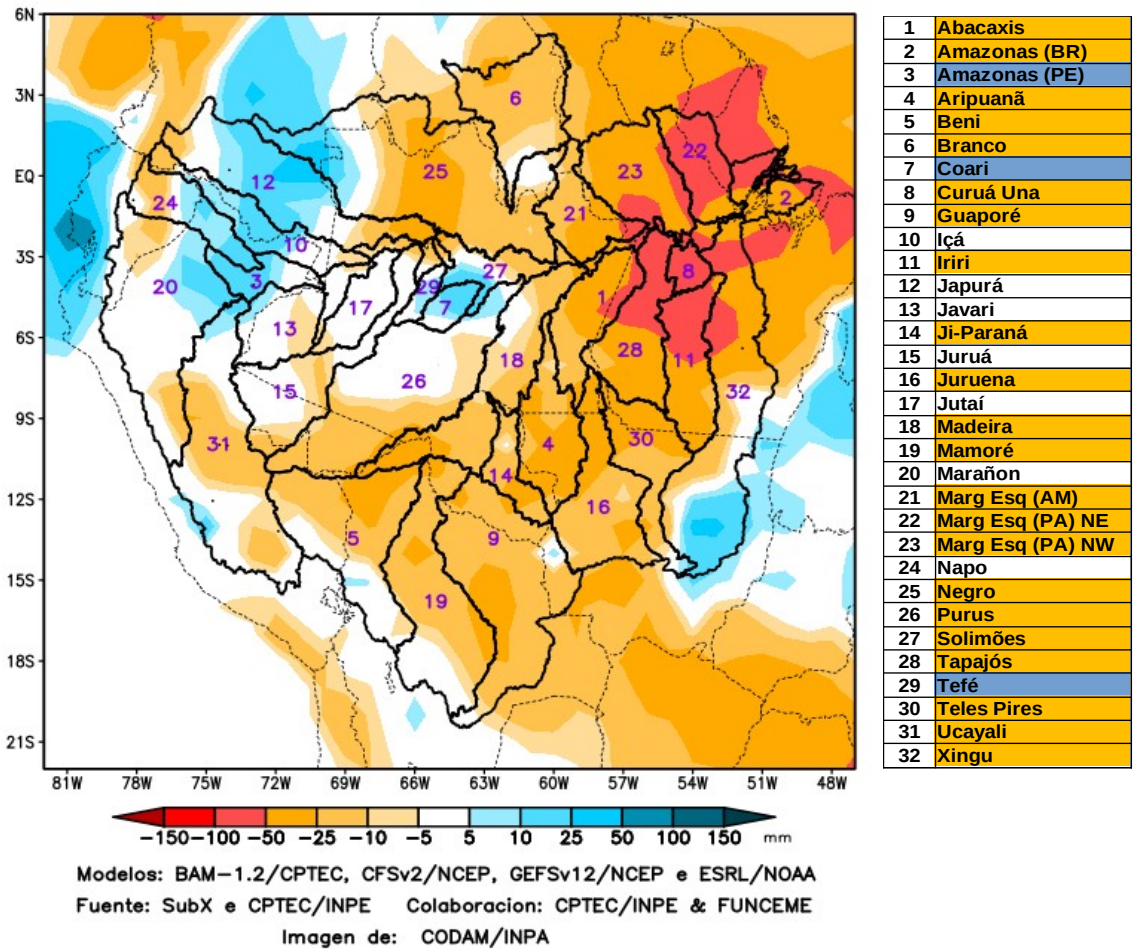 6N
3N
EQ
3S
6S
9S
12S
15S
18S
21S
6
25
12
24
10
20
3
13
17
15
29
7
27
26
18
31
5
19
9
14
4
16
30
28
1
11
8
32
21
23
22
2
81W 78W 75W 72W 69W 66W 63W 60W 57W 54W 51W 48W
-150 -100 -50 -25 -10 -5 5 10 25 50 100 150 mm
Modelos: BAM-1.2/CPTEC, CFSv2/NCEP, GEFSv12/NCEP e ESRL/NOAA
Fuente: SubX e CPTEC/INPE Colaboracion: CPTEC/INPE & FUNCEME
Imagen de: CODAM/INPA
1 Abacaxis
2 Amazonas (BR)
3 Amazonas (PE)
4 Aripuanã
5 Beni
6 Branco
7 Coari
8 Curuá Una
9 Guaporé
10 Içá
11 Iriri
12 Japurá
13 Javari
14 Ji-Paraná
15 Juruá
16 Juruena
17 Jutaí
18 Madeira
19 Mamoré
20 Marañon
21 Marg Esq (AM)
22 Marg Esq (PA) NE
23 Marg Esq (PA) NW
24 Napo
25 Negro
26 Purus
27 Solimões
28 Tapajós
29 Tefé
30 Teles Pires
31 Ucayali
32 Xingu